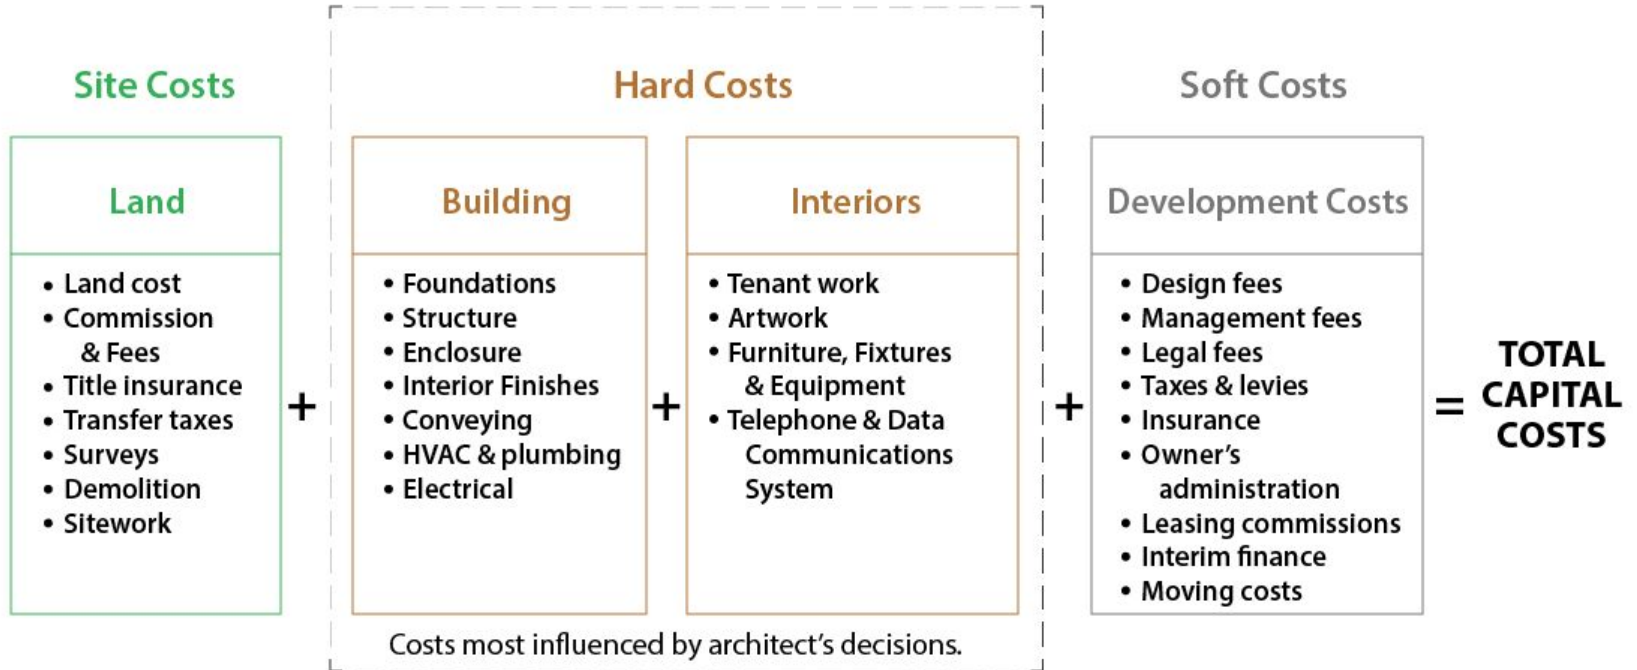 Site Costs
Land
• Land cost
• Commission
& Fees
• Title insurance
• Transfer taxes
• Surveys
• Demolition
• Sitework
+
Hard Costs
Building
• Foundations
• Structure
• Enclosure
• Interior Finishes
• Conveying
• HVAC & plumbing
• Electrical
+
Interiors
• Tenant work
• Artwork
• Furniture, Fixtures
& Equipment
• Telephone & Data
Communications
System
Costs most influenced by architect’s decisions.
+
Soft Costs
Development Costs
• Design fees
• Management fees
• Legal fees
• Taxes & levies
• Insurance
• Owner’s
administration
• Leasing commissions
• Interim finance
• Moving costs
=
TOTAL
CAPITAL
COSTS